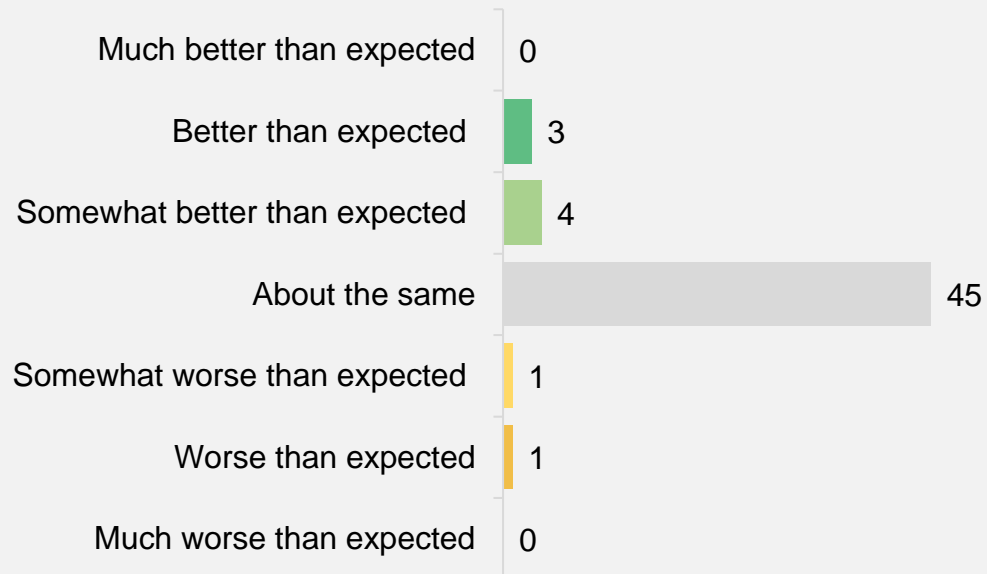 Much better than expected 0
Better than expected 3
Somewhat better than expected 4
About the same 45
Somewhat worse than expected 1
Worse than expected 1
Much worse than expected 0